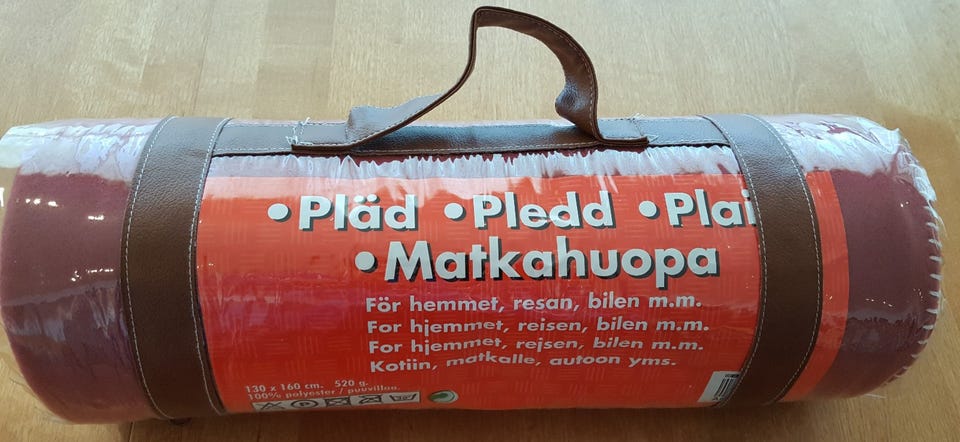 •Pläd •Pledd •Plai
•Matkahuopa
För hemmet, resan, bilen m.m.
For hjemmet, reisen, bilen m.m.
For hjemmet, rejsen, bilen m.m.
Kotiin, matkalle, autoon yms.
130 x 160 cm. 520 g.
100% polyester / puuvillaa.